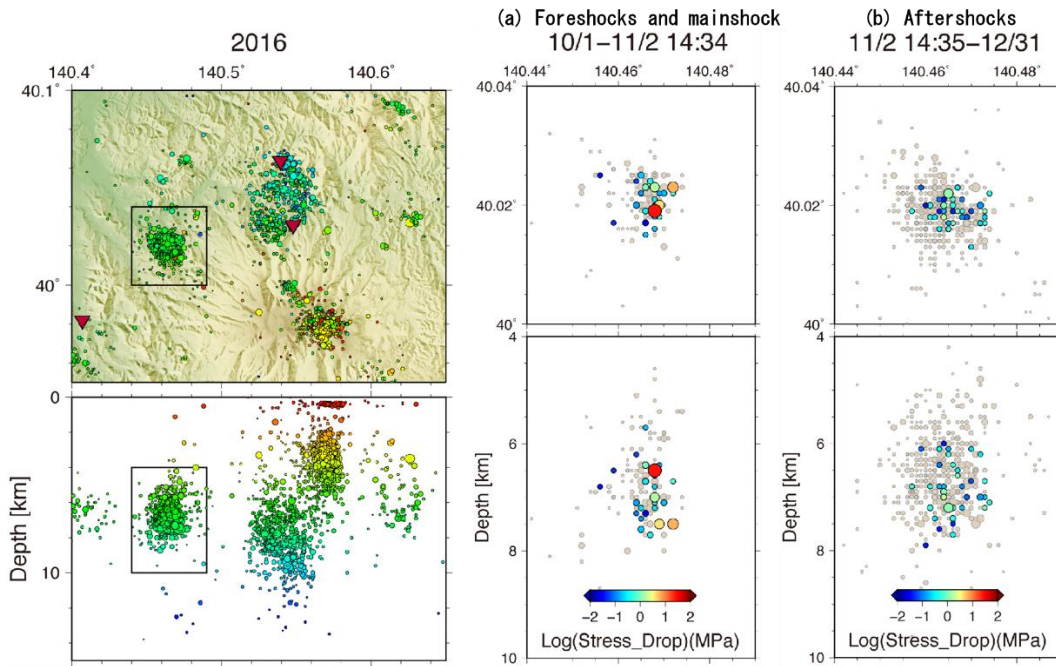 (a) Foreshocks and mainshock
(b) Aftershocks
2016
10/1−11/2 14:34
11/2 14:35−12/31
140.4° 140.5° 140.6°
140.44 140.46 140.48
140.44 140.46 140.48
40.1°
40°
40.04°
40.02°
40°
40.04°
40.02°
40°
0
10
Depth [km]
4
6
8
10
Depth [km]
−2 −1 0 1 2
Log(Stress_Drop)(MPa)
4
6
8
10
Depth [km]
−2 −1 0 1 2
Log(Stress_Drop)(MPa)